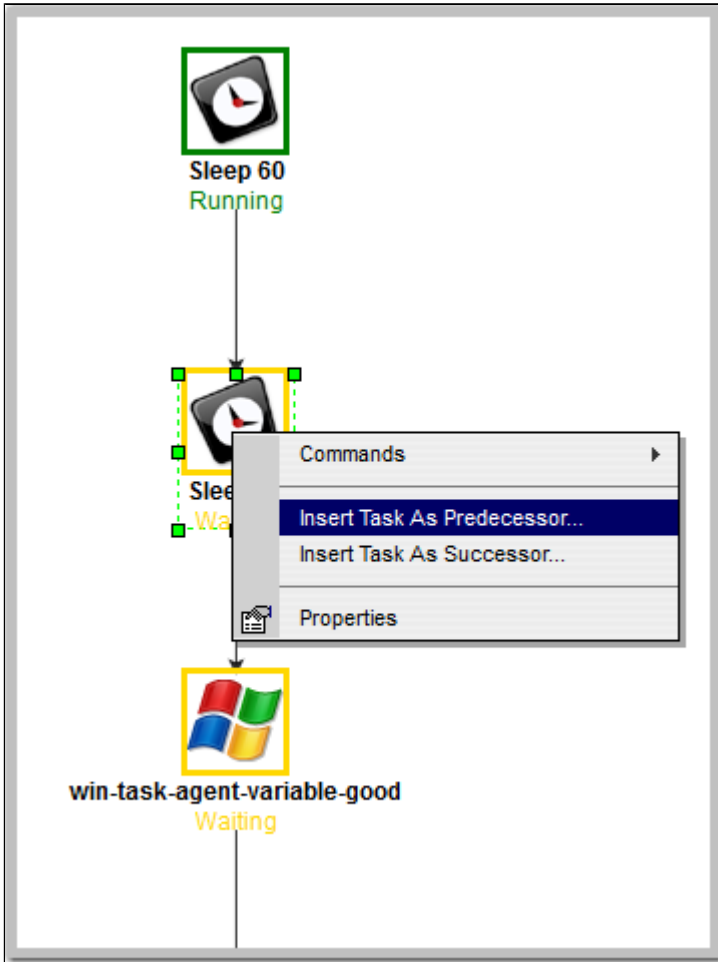 Sleep 60
Running
Commands
Insert Task As Predecessor...
Insert Task As Successor...
Properties
win-task-agent-variable-good
Waiting